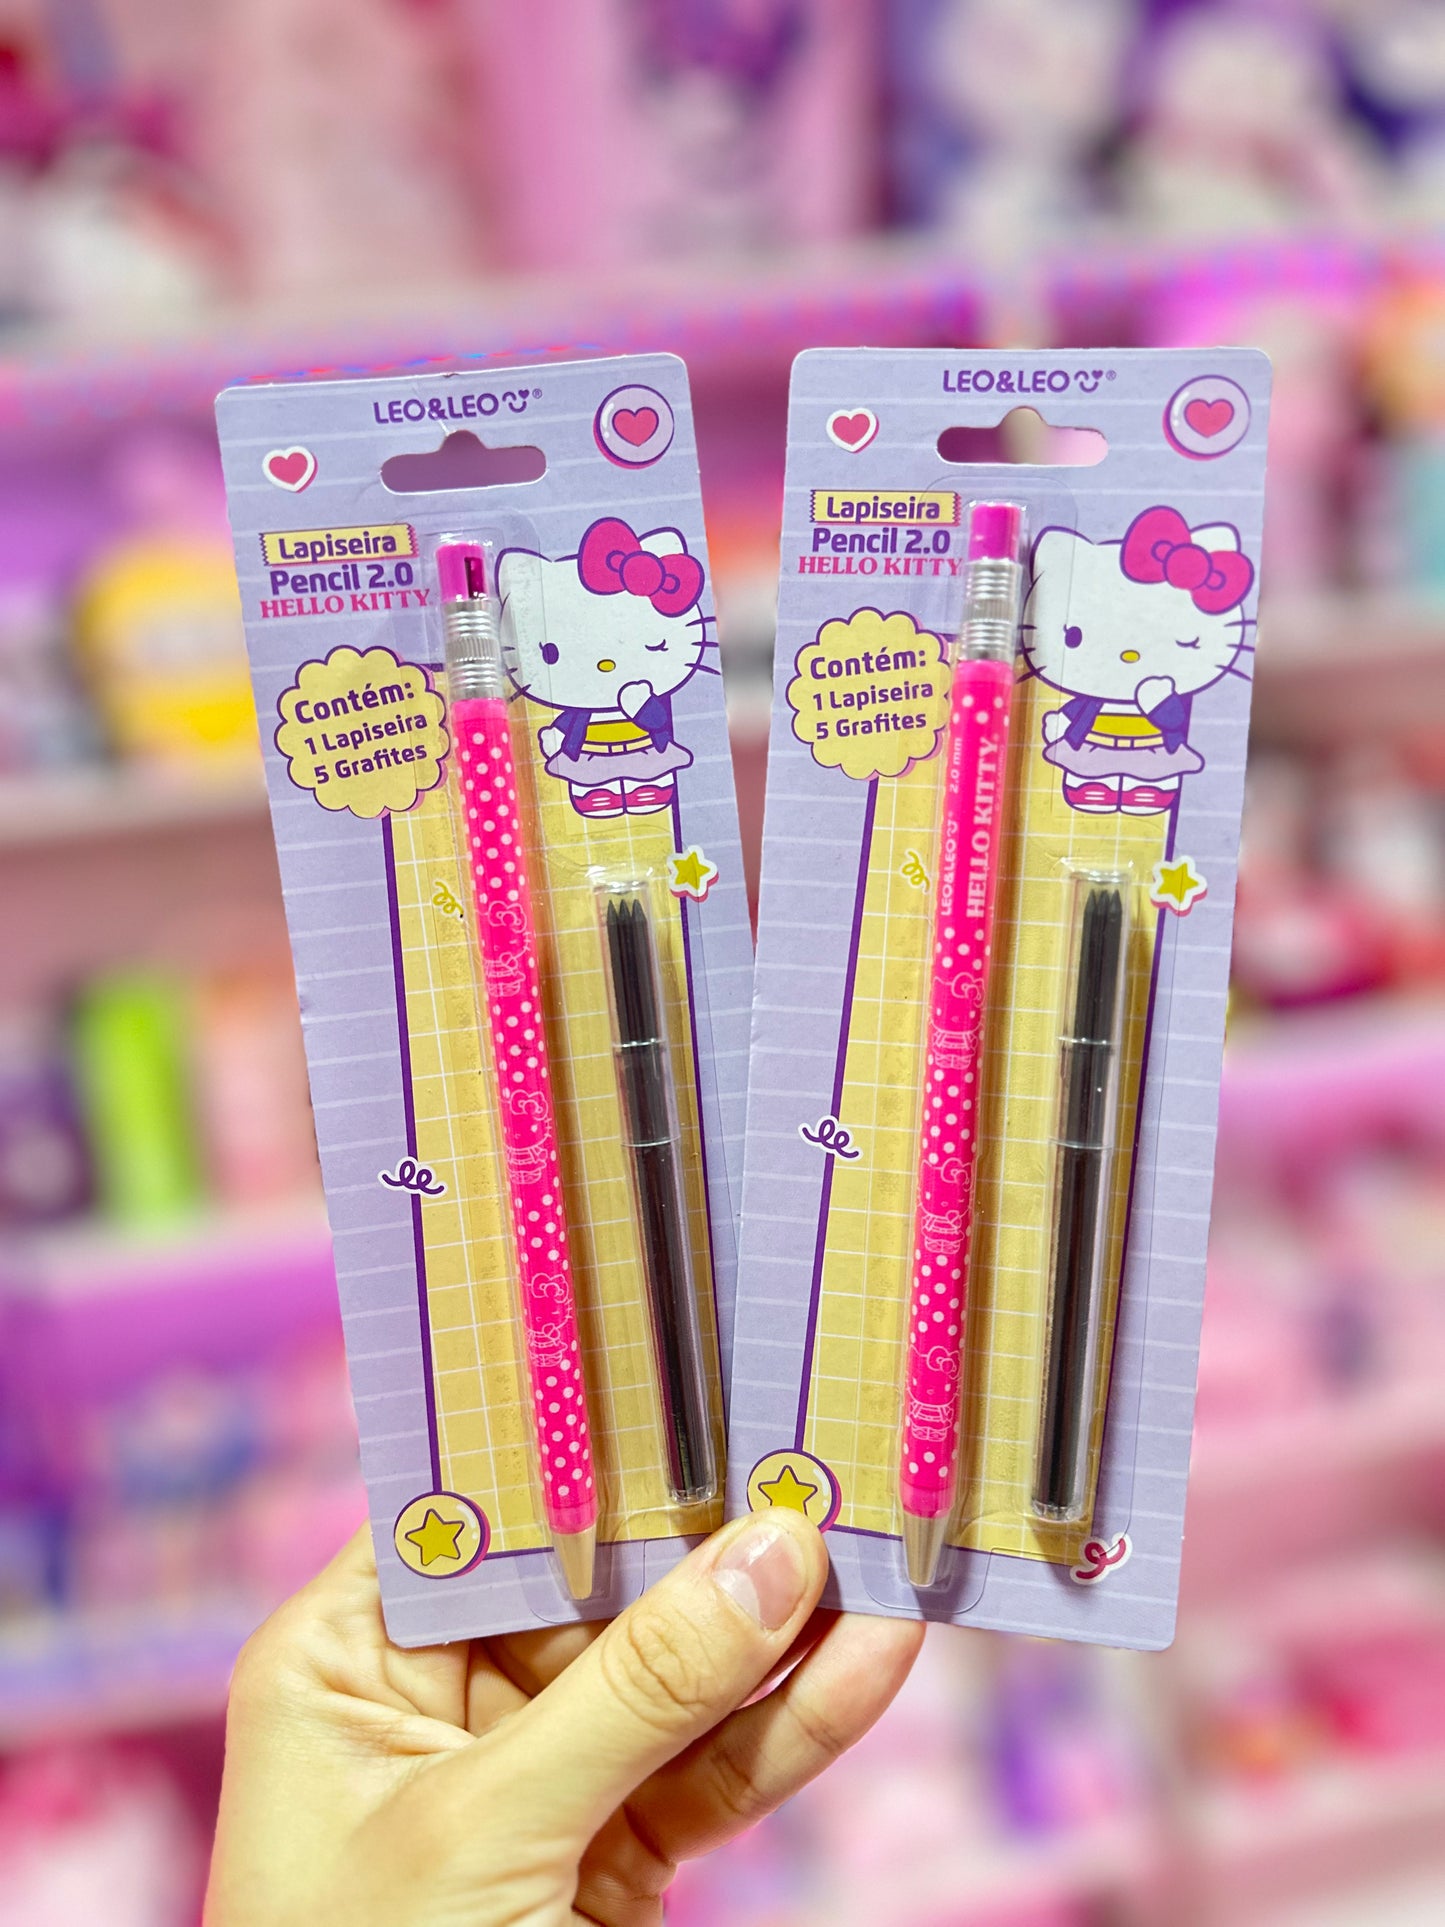 LEO&LEO®
Lapiseira
Pencil 2.0
HELLO KITTY
Contém:
1 Lapiseira
5 Grafites
LEO&LEO®
Lapiseira
Pencil 2.0
HELLO KITTY
Contém:
1 Lapiseira
5 Grafites
LEO&LEO® 2.0 mm
HELLO KITTY